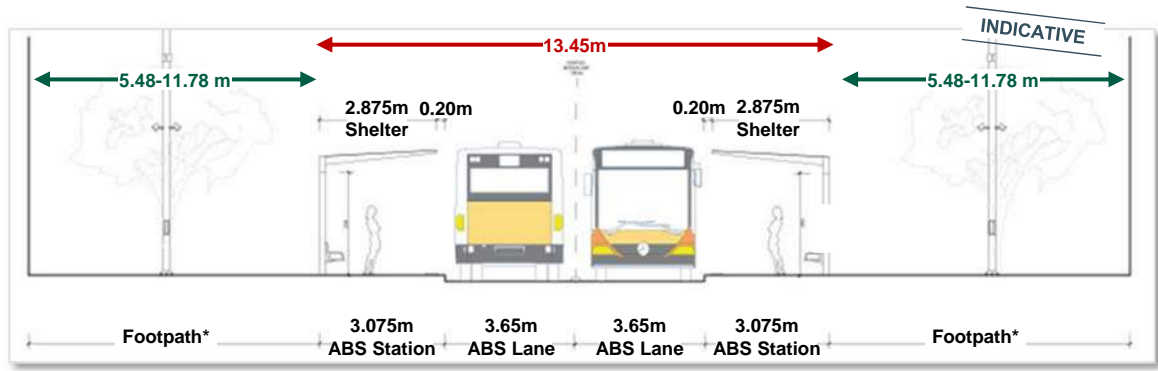 INDICATIVE
13.45m
5.48-11.78 m
5.48-11.78 m
2.875m 0.20m
Shelter
0.20m 2.875m
Shelter
Footpath*
3.075m
ABS Station
3.65m
ABS Lane
3.65m
ABS Lane
3.075m
ABS Station
Footpath*